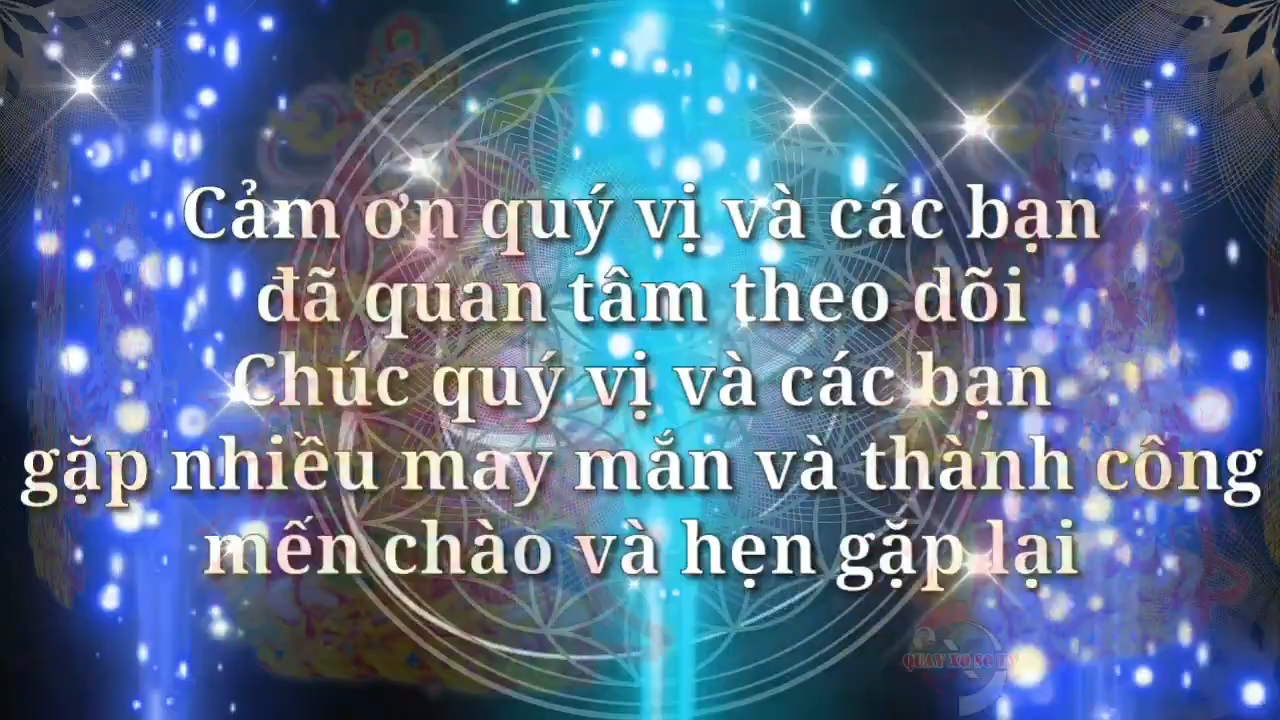 Cảm ơn quý vị và các bạn
đã quan tâm theo dõi
Chúc quý vị và các bạn
gặp nhiều may mắn và thành công
mến chào và hẹn gặp lại